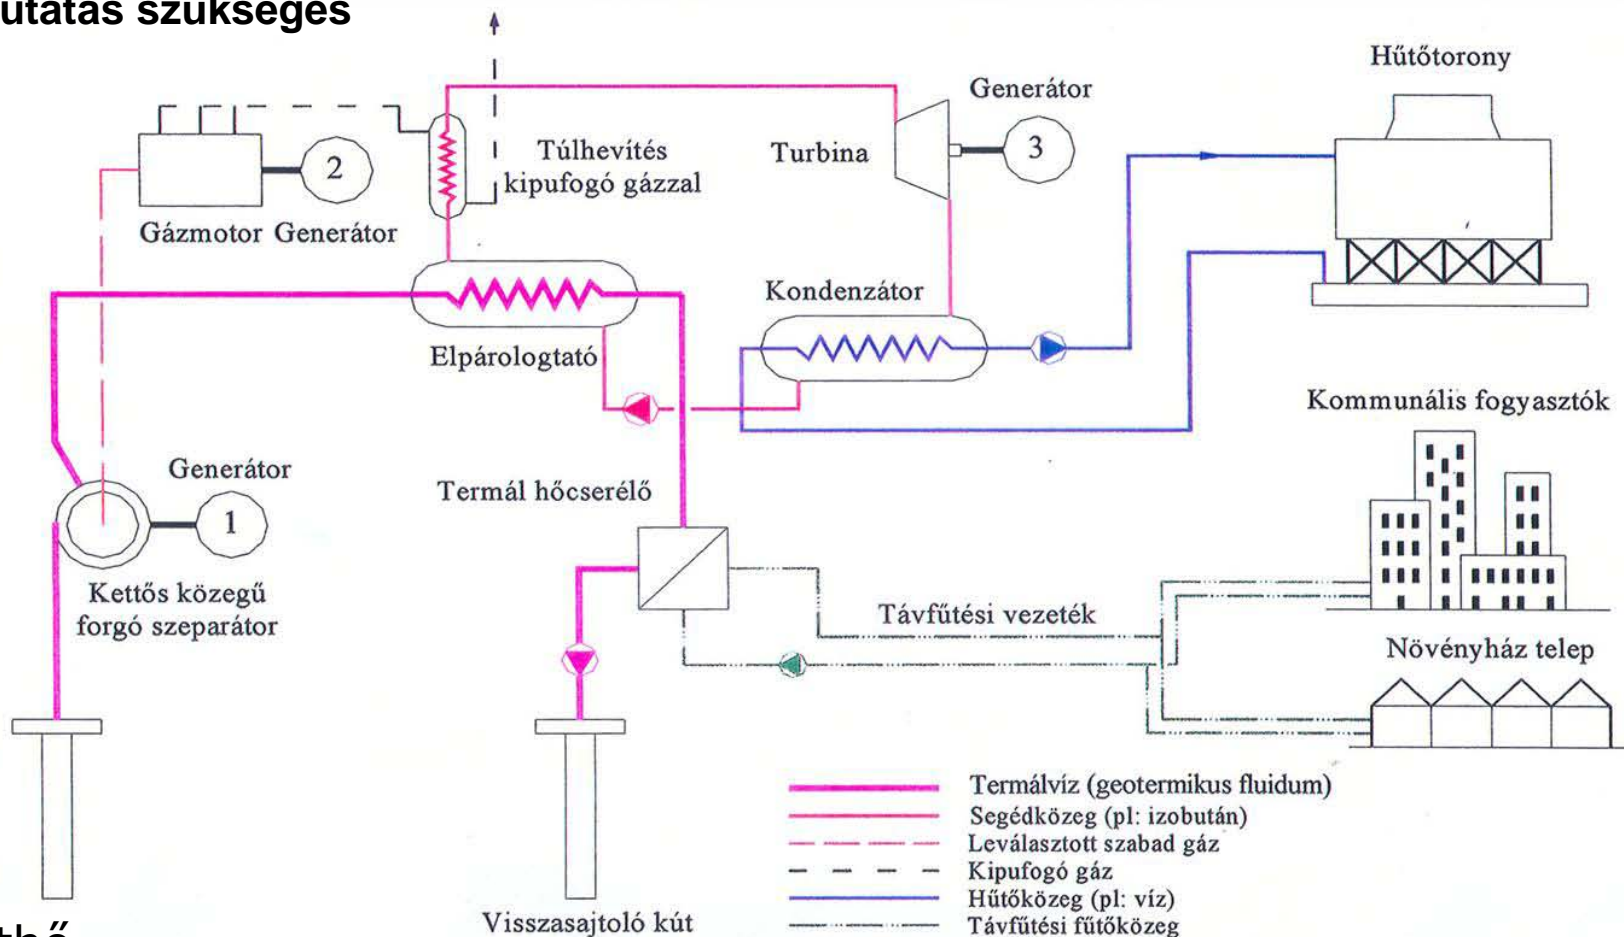 utatás szükséges
Hűtőtorony
Generátor
3
Túlhevítés
kipufogó gázzal
Turbina
2
Gázmotor Generátor
Kondenzátor
Elpárologtató
Kommunális fogyasztók
Generátor
1
Termál hőcserélő
Kettős közegű
forgó szeparátor
Távfűtési vezeték
Növényház telep
Termálvíz (geotermikus fluidum)
Segédközeg (pl: izobután)
Leválasztott szabad gáz
Kipufogó gáz
Hűtőközeg (pl: víz)
Távfűtési fűtőközeg
Visszasajtoló kút